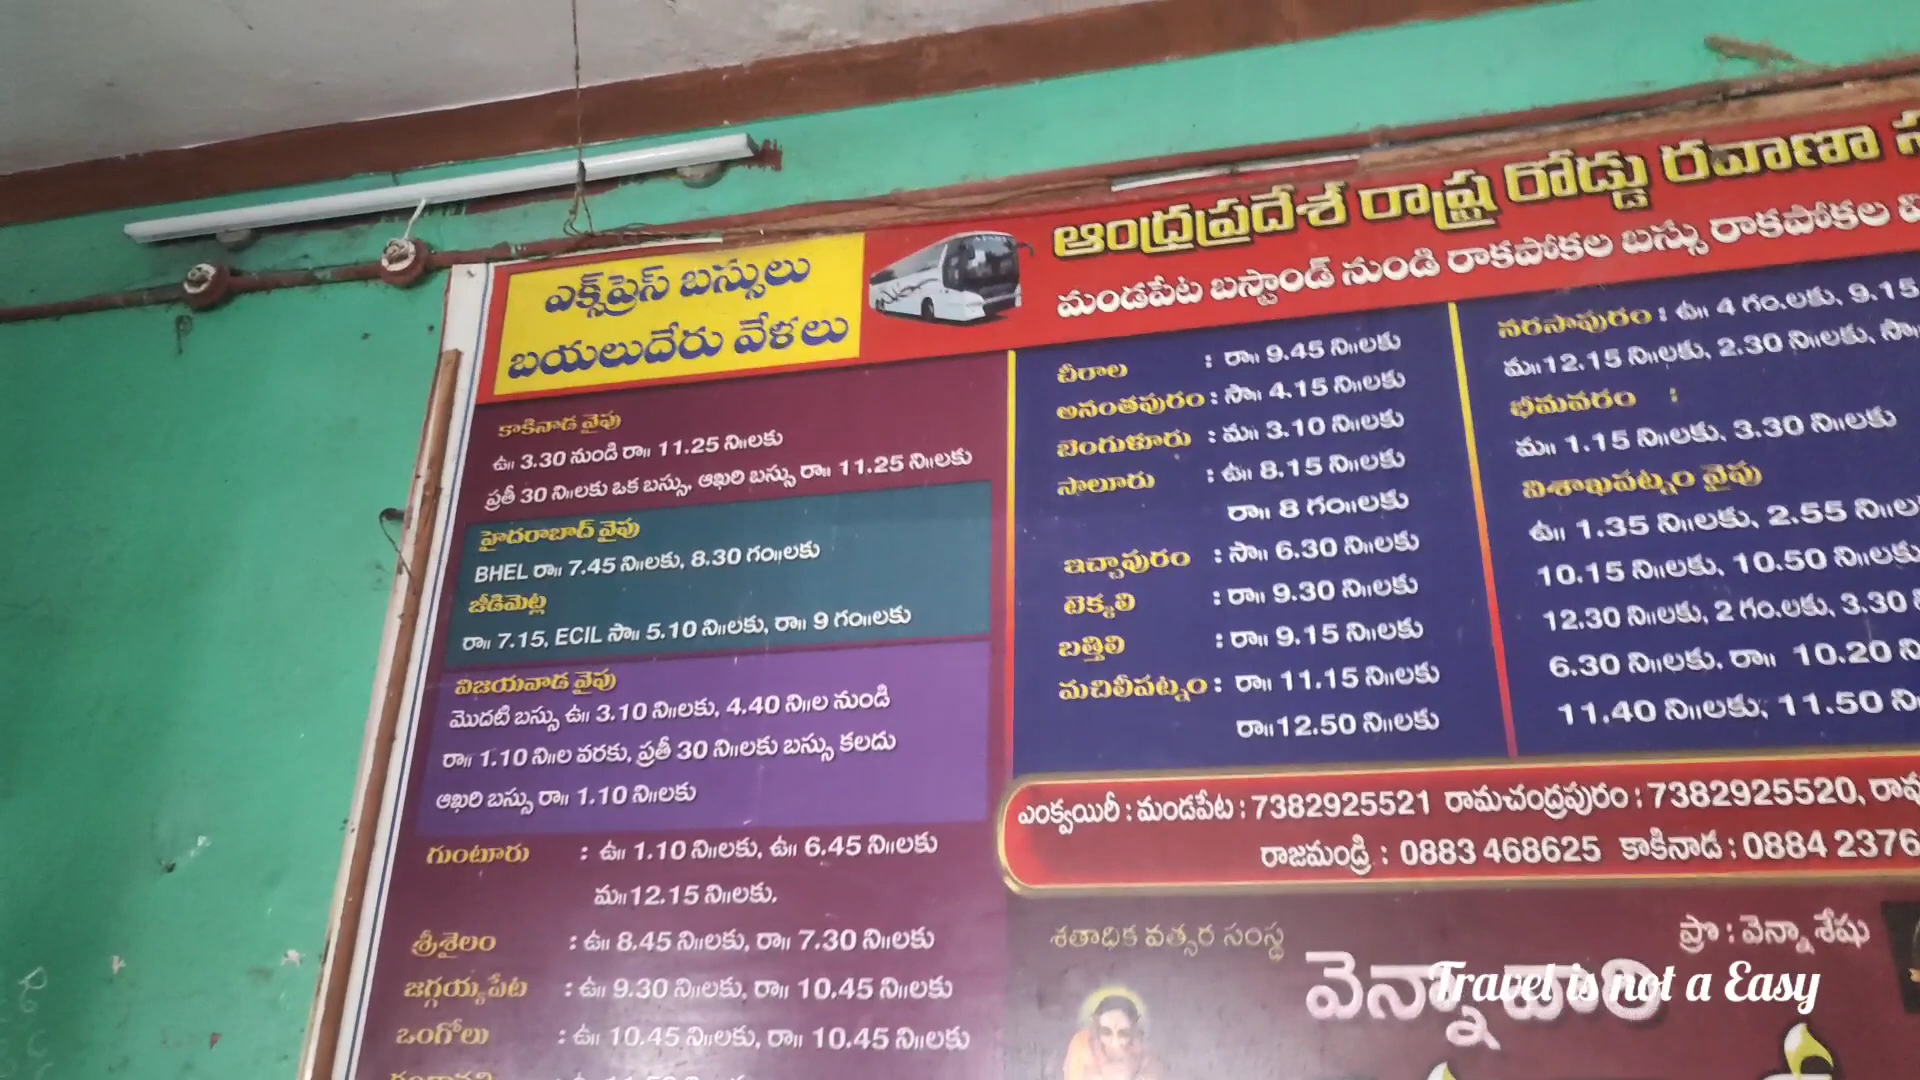 ఆంధ్రప్రదేశ్ రాష్ట్ర రోడ్డు రవాణా
మండపేట బస్టాండ్ నుండి రాకపోకల బస్సు రాకపోకల
ఎక్స్‌ప్రెస్ బస్సులు
బయలుదేరు వేళలు
కాకినాడ వైపు
ఉ॥ 3.30 నుండి రా॥ 11.25 ని॥లకు
ప్రతీ 30 ని॥లకు ఒక బస్సు, ఆఖరి బస్సు రా॥ 11.25 ని॥లకు
హైదరాబాద్ వైపు
BHEL రా॥ 7.45 ని॥లకు, 8.30 గం॥లకు
జీడిమెట్ల
రా॥ 7.15, ECIL సా॥ 5.10 ని॥లకు, రా॥ 9 గం॥లకు
విజయవాడ వైపు
మొదటి బస్సు ఉ॥ 3.10 ని॥లకు, 4.40 ని॥ల నుండి
రా॥ 1.10 ని॥ల వరకు, ప్రతీ 30 ని॥లకు బస్సు కలదు
ఆఖరి బస్సు రా॥ 1.10 ని॥లకు
గుంటూరు : ఉ॥ 1.10 ని॥లకు, ఉ॥ 6.45 ని॥లకు
మ॥12.15 ని॥లకు.
శ్రీశైలం : ఉ॥ 8.45 ని॥లకు, రా॥ 7.30 ని॥లకు
జగ్గయ్యపేట : ఉ॥ 9.30 ని॥లకు, రా॥ 10.45 ని॥లకు
ఒంగోలు : ఉ॥ 10.45 ని॥లకు, రా॥ 10.45 ని॥లకు
చీరాల : రా॥ 9.45 ని॥లకు
అనంతపురం : సా॥ 4.15 ని॥లకు
బెంగుళూరు : మ॥ 3.10 ని॥లకు
సాలూరు : ఉ॥ 8.15 ని॥లకు
రా॥ 8 గం॥లకు
ఇచ్ఛాపురం : సా॥ 6.30 ని॥లకు
టెక్కలి : రా॥ 9.30 ని॥లకు
బత్తిలి : రా॥ 9.15 ని॥లకు
మచిలీపట్నం : రా॥ 11.15 ని॥లకు
రా॥12.50 ని॥లకు
నరసాపురం : ఉ॥ 4 గం.లకు, 9.15
మ॥12.15 ని॥లకు, 2.30 ని॥లకు,
భీమవరం :
మ॥ 1.15 ని॥లకు, 3.30 ని॥లకు
విశాఖపట్నం వైపు
ఉ॥ 1.35 ని॥లకు, 2.55
10.15 ని॥లకు, 10.50 ని॥లకు
12.30 ని॥లకు, 2 గం.లకు, 3.30
6.30 ని॥లకు, రా॥ 10.20
11.40 ని॥లకు, 11.50
ఎంక్వయిరీ : మండపేట : 7382925521 రామచంద్రపురం : 7382925520,
రాజమండ్రి : 0883 468625 కాకినాడ : 0884 2376
శతాధిక వత్సర సంస్థ
ప్రొ : వెన్నా శేషు
వెన్నావారి
Travel is not a Easy